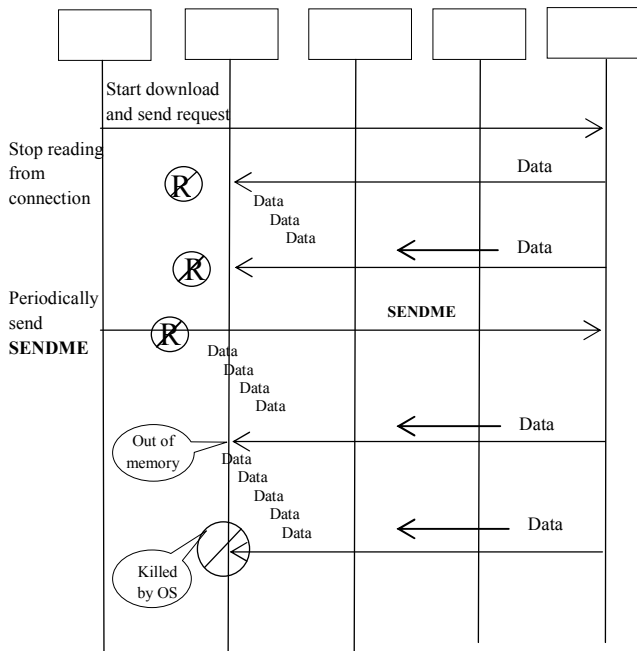 Start download
and send request
Stop reading
from
connection
R
Data
Data
Data
Data
R
Data
Periodically
send
SENDME
R
SENDME
Data
Data
Data
Data
Out of
memory
Data
Data
Data
Data
Data
Data
Killed
by OS
Data